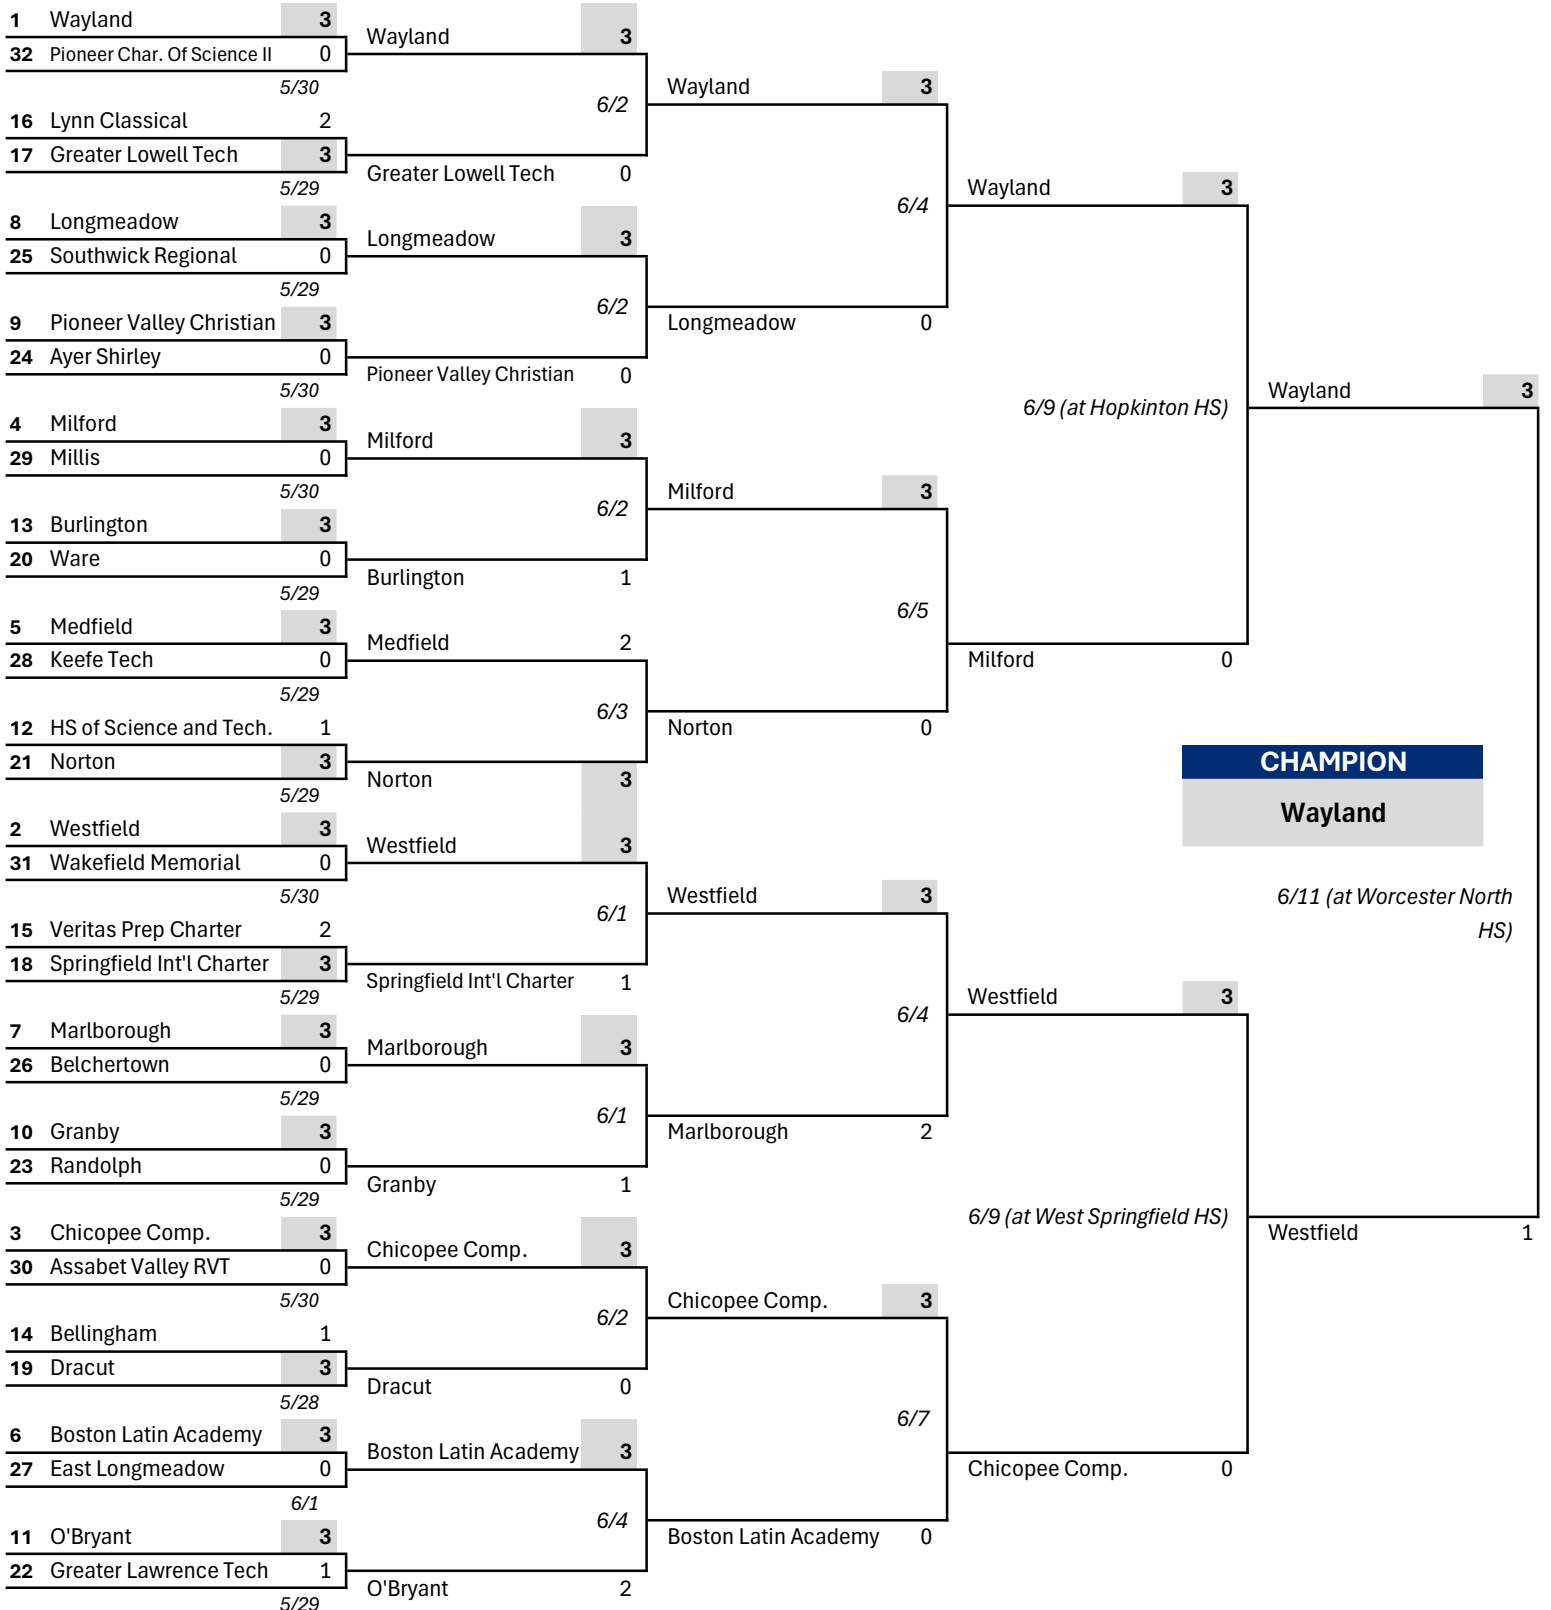 1 Wayland 3
32 Pioneer Char. Of Science II 0
5/30
16 Lynn Classical 2
17 Greater Lowell Tech 3
5/29
8 Longmeadow 3
25 Southwick Regional 0
5/29
9 Pioneer Valley Christian 3
24 Ayer Shirley 0
5/30
4 Milford 3
29 Millis 0
5/30
13 Burlington 3
20 Ware 0
5/29
5 Medfield 3
28 Keefe Tech 0
5/29
12 HS of Science and Tech. 1
21 Norton 3
5/29
2 Westfield 3
31 Wakefield Memorial 0
5/30
15 Veritas Prep Charter 2
18 Springfield Int'l Charter 3
5/29
7 Marlborough 3
26 Belchertown 0
5/29
10 Granby 3
23 Randolph 0
5/29
3 Chicopee Comp. 3
30 Assabet Valley RVT 0
5/30
14 Bellingham 1
19 Dracut 3
5/28
6 Boston Latin Academy 3
27 East Longmeadow 0
6/1
11 O'Bryant 3
22 Greater Lawrence Tech 1
5/29
Wayland 3
6/2
Greater Lowell Tech 0
Longmeadow 3
6/2
Pioneer Valley Christian 0
Milford 3
6/2
Burlington 1
Medfield 2
6/3
Norton 3
Westfield 3
6/1
Springfield Int'l Charter 1
Marlborough 3
6/1
Granby 1
Chicopee Comp. 3
6/2
Dracut 0
Boston Latin Academy 3
6/4
O'Bryant 2
Wayland 3
6/4
Longmeadow 0
Milford 3
6/5
Norton 0
Westfield 3
6/4
Marlborough 2
Chicopee Comp. 3
6/7
Boston Latin Academy 0
Wayland 3
6/9 (at Hopkinton HS)
Milford 0
Westfield 3
6/9 (at West Springfield HS)
Chicopee Comp. 0
Wayland 3
CHAMPION
Wayland
6/11 (at Worcester North
HS)
Westfield 1